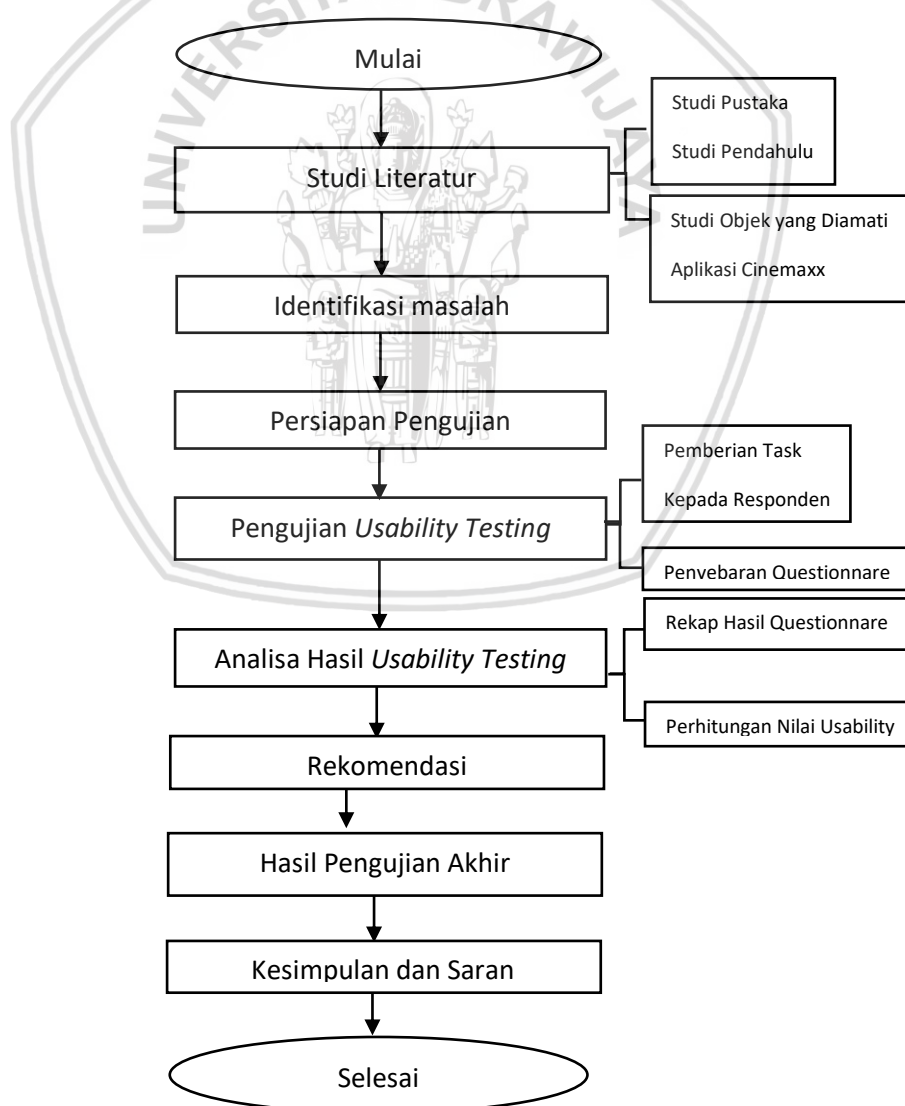 UNIVERSITAS BRAWIJAYA
Mulai
Studi Literatur
Studi Pustaka
Studi Pendahulu
Studi Objek yang Diamati
Aplikasi Cinemaxx
Identifikasi masalah
Persiapan Pengujian
Pengujian Usability Testing
Pemberian Task
Kepada Responden
Penyebaran Questionnare
Analisa Hasil Usability Testing
Rekap Hasil Questionnare
Perhitungan Nilai Usability
Rekomendasi
Hasil Pengujian Akhir
Kesimpulan dan Saran
Selesai